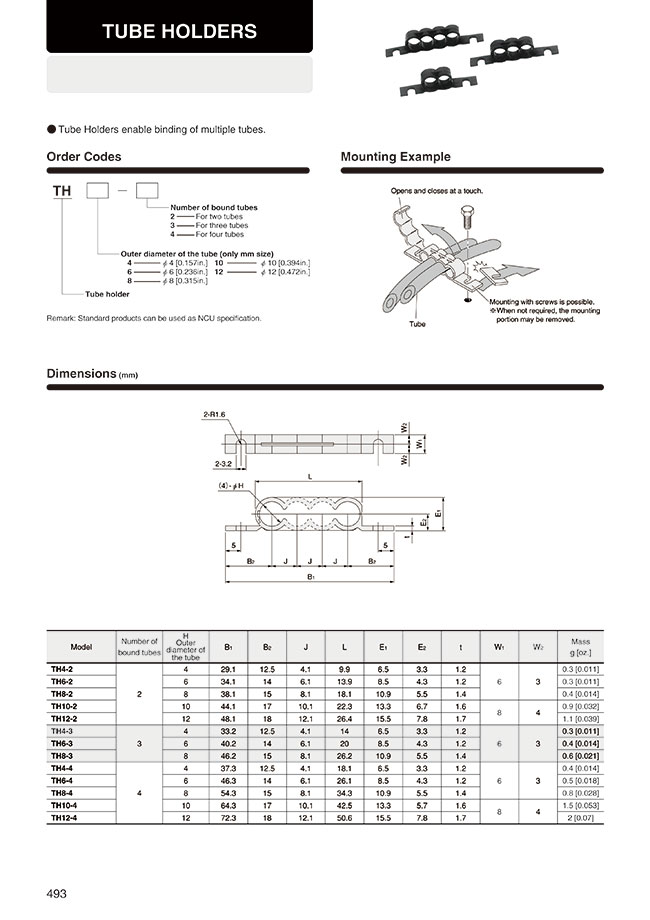 TUBE HOLDERS
● Tube Holders enable binding of multiple tubes.
Order Codes
TH □ — □
Number of bound tubes
2 —— For two tubes
3 —— For three tubes
4 —— For four tubes
Outer diameter of the tube (only mm size)
4 —— φ4 [0.157in.] 10 —— φ10 [0.394in.]
6 —— φ6 [0.236in.] 12 —— φ12 [0.472in.]
8 —— φ8 [0.315in.]
Tube holder
Remark: Standard products can be used as NCU specification.
Mounting Example
Opens and closes at a touch.
Mounting with screws is possible.
※When not required, the mounting
portion may be removed.
Tube
Dimensions (mm)
2-R1.6
W2
W1
W2
2-3.2
L
(4)-φH
E2
E1
t
5
5
B2 J J J B2
B1
Model Number of bound tubes H Outer diameter of the tube B1 B2 J L E1 E2 t W1 W2 Mass g [oz.]
TH4-2 2 4 29.1 12.5 4.1 9.9 6.5 3.3 1.2 6 3 0.3 [0.011]
TH6-2 6 34.1 14 6.1 13.9 8.5 4.3 1.2 0.3 [0.011]
TH8-2 8 38.1 15 8.1 18.1 10.9 5.5 1.4 0.4 [0.014]
TH10-2 10 44.1 17 10.1 22.3 13.3 6.7 1.6 8 4 0.9 [0.032]
TH12-2 12 48.1 18 12.1 26.4 15.5 7.8 1.7 1.1 [0.039]
TH4-3 3 4 33.2 12.5 4.1 14 6.5 3.3 1.2 6 3 0.3 [0.011]
TH6-3 6 40.2 14 6.1 20 8.5 4.3 1.2 0.4 [0.014]
TH8-3 8 46.2 15 8.1 26.2 10.9 5.5 1.4 0.6 [0.021]
TH4-4 4 4 37.3 12.5 4.1 18.1 6.5 3.3 1.2 6 3 0.4 [0.014]
TH6-4 6 46.3 14 6.1 26.1 8.5 4.3 1.2 0.5 [0.018]
TH8-4 8 54.3 15 8.1 34.3 10.9 5.5 1.4 0.8 [0.028]
TH10-4 10 64.3 17 10.1 42.5 13.3 5.7 1.6 8 4 1.5 [0.053]
TH12-4 12 72.3 18 12.1 50.6 15.5 7.8 1.7 2 [0.07]
493